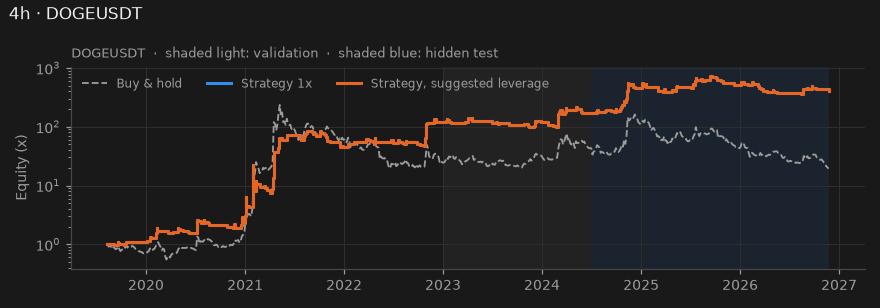 4h · DOGEUSDT
DOGEUSDT · shaded light: validation · shaded blue: hidden test
Buy & hold
Strategy 1x
Strategy, suggested leverage
Equity (x)
10³
10²
10¹
10⁰
2020 2021 2022 2023 2024 2025 2026 2027